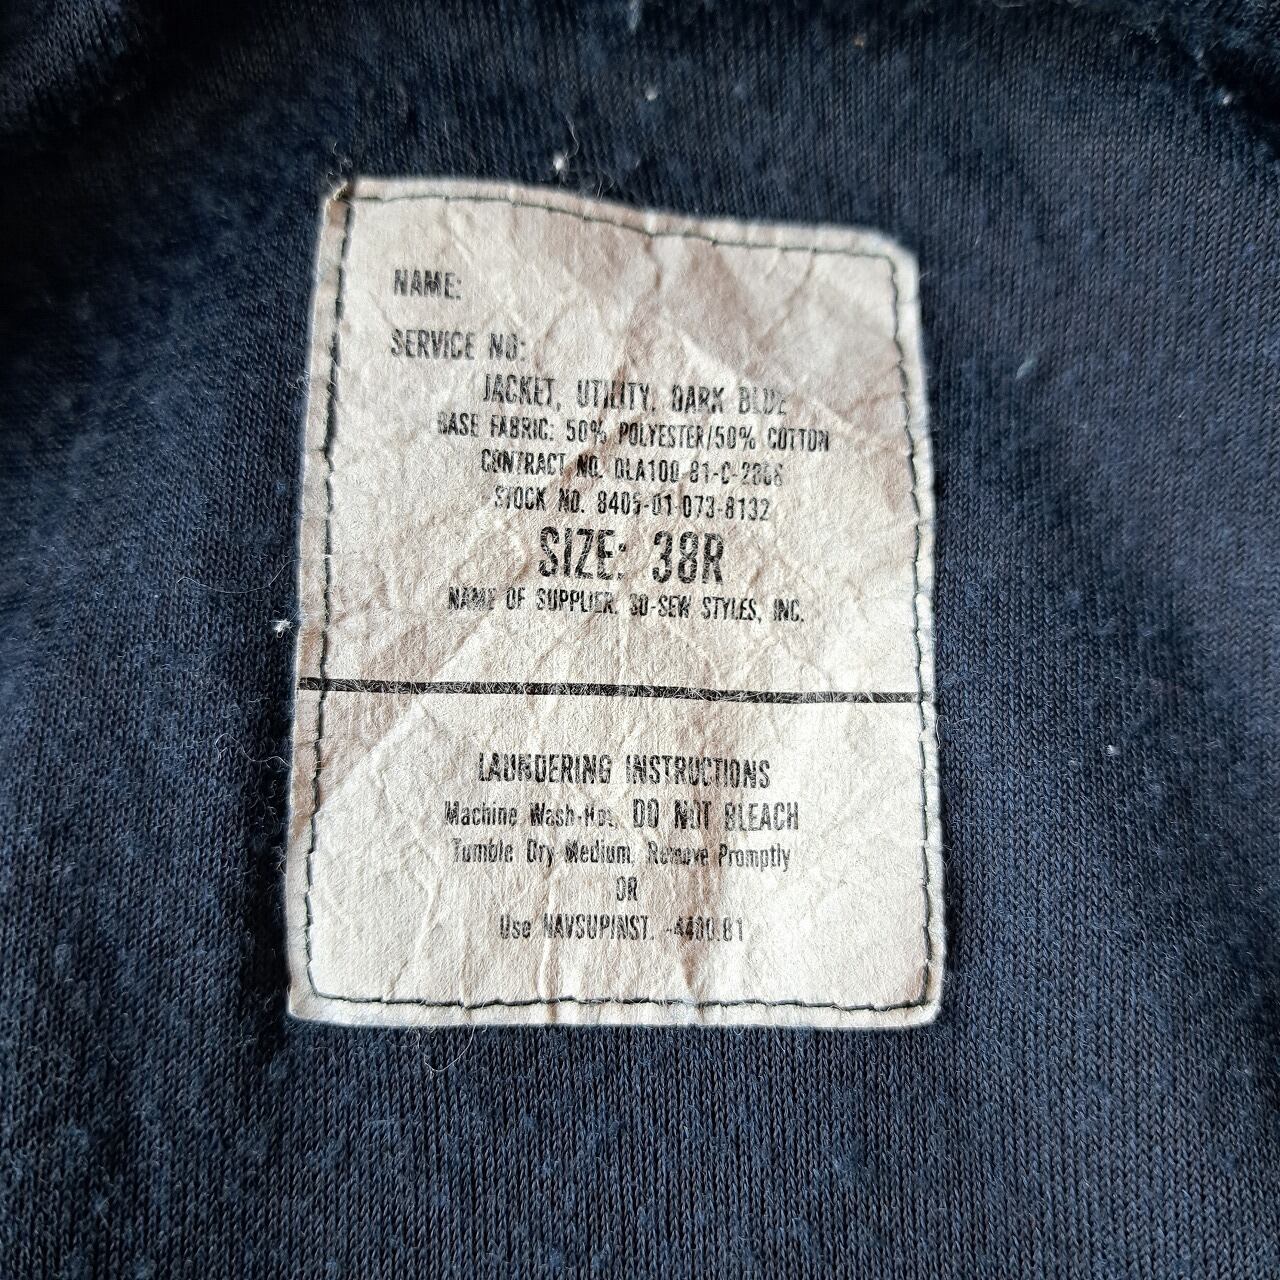 NAME:
SERVICE NO:
JACKET, UTILITY, DARK BLUE
BASE FABRIC: 50% POLYESTER/50% COTTON
CONTRACT NO. DLA100-81-C-
STOCK NO. 8405-01-073-8132
SIZE: 38R
NAME OF SUPPLIER. SEW STYLES, INC.
LAUNDERING INSTRUCTIONS
Machine Wash-Hot, DO NOT BLEACH
Tumble Dry Medium, Remove Promptly
OR
Use NAVSUPINST.